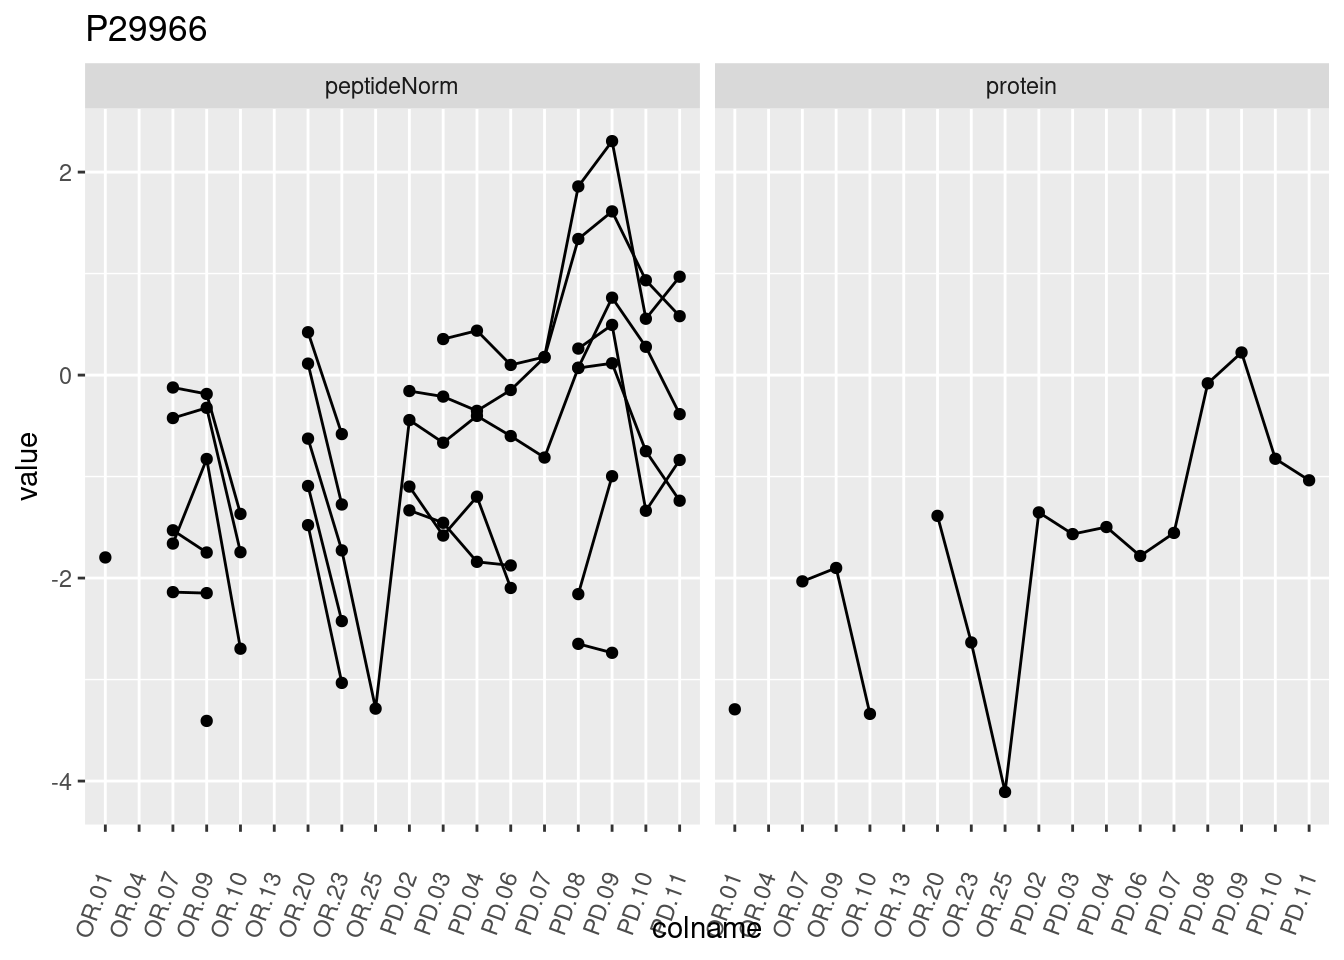 P29966
peptideNorm protein
2
0
-2
-4
value
OR.01 OR.04 OR.07 OR.09 OR.10 OR.13 OR.20 OR.23 OR.25 PD.02 PD.03 PD.04 PD.06 PD.07 PD.08 PD.09 PD.10 PD.11 OR.01 OR.04 OR.07 OR.09 OR.10 OR.13 OR.20 OR.23 OR.25 PD.02 PD.03 PD.04 PD.06 PD.07 PD.08 PD.09 PD.10 PD.11
colname